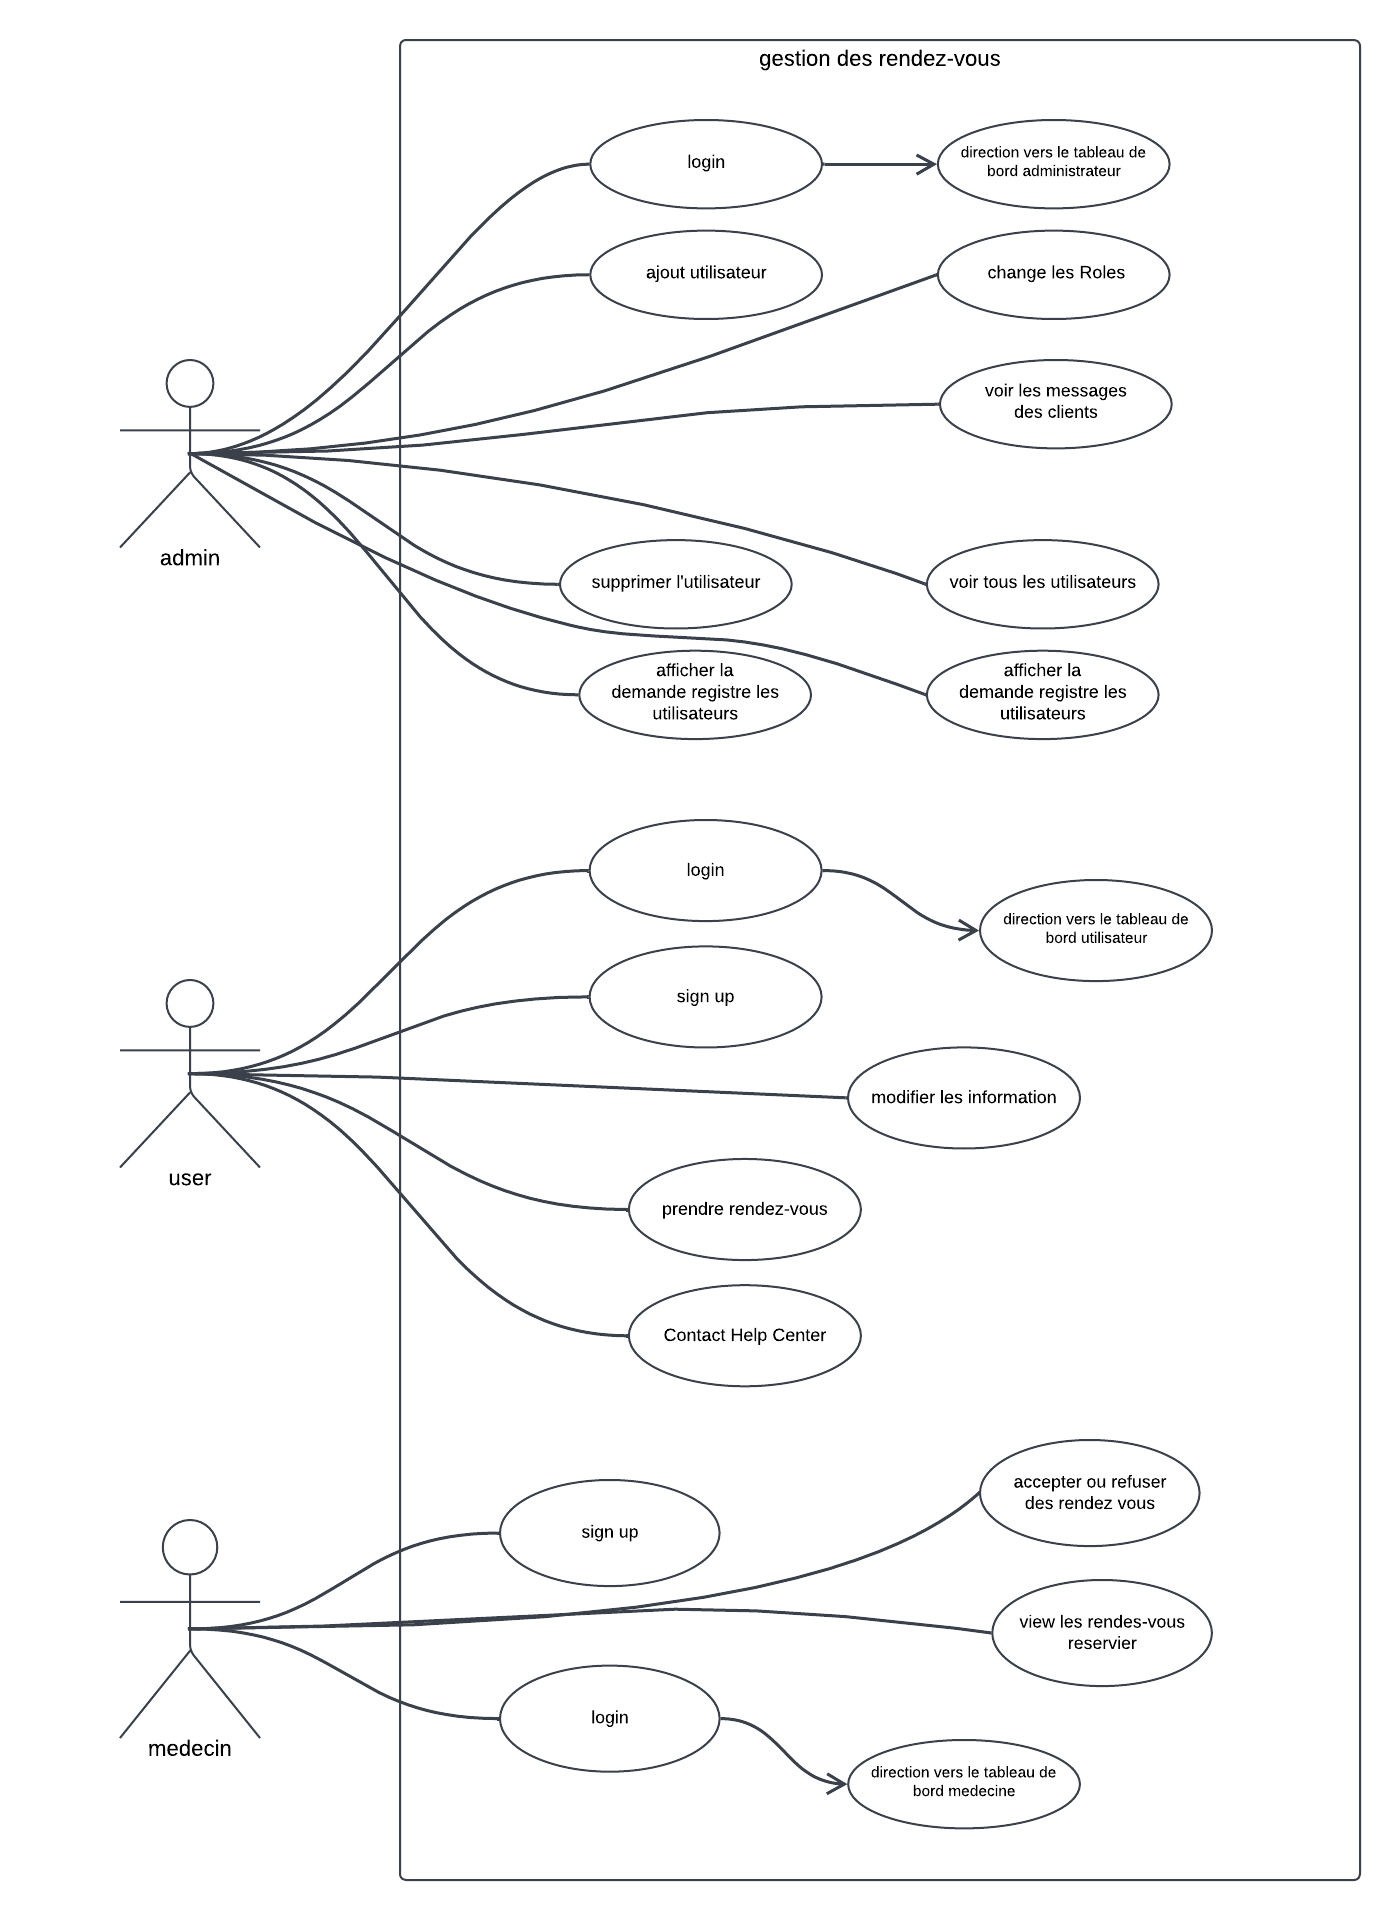 gestion des rendez-vous
login
direction vers le tableau de
bord administrateur
ajout utilisateur
change les Roles
voir les messages
des clients
admin
supprimer l'utilisateur
voir tous les utilisateurs
afficher la
demande registre les
utilisateurs
afficher la
demande registre les
utilisateurs
login
direction vers le tableau de
bord utilisateur
sign up
modifier les information
user
prendre rendez-vous
Contact Help Center
accepter ou refuser
des rendez vous
sign up
view les rendes-vous
reservier
login
medecin
direction vers le tableau de
bord medecine